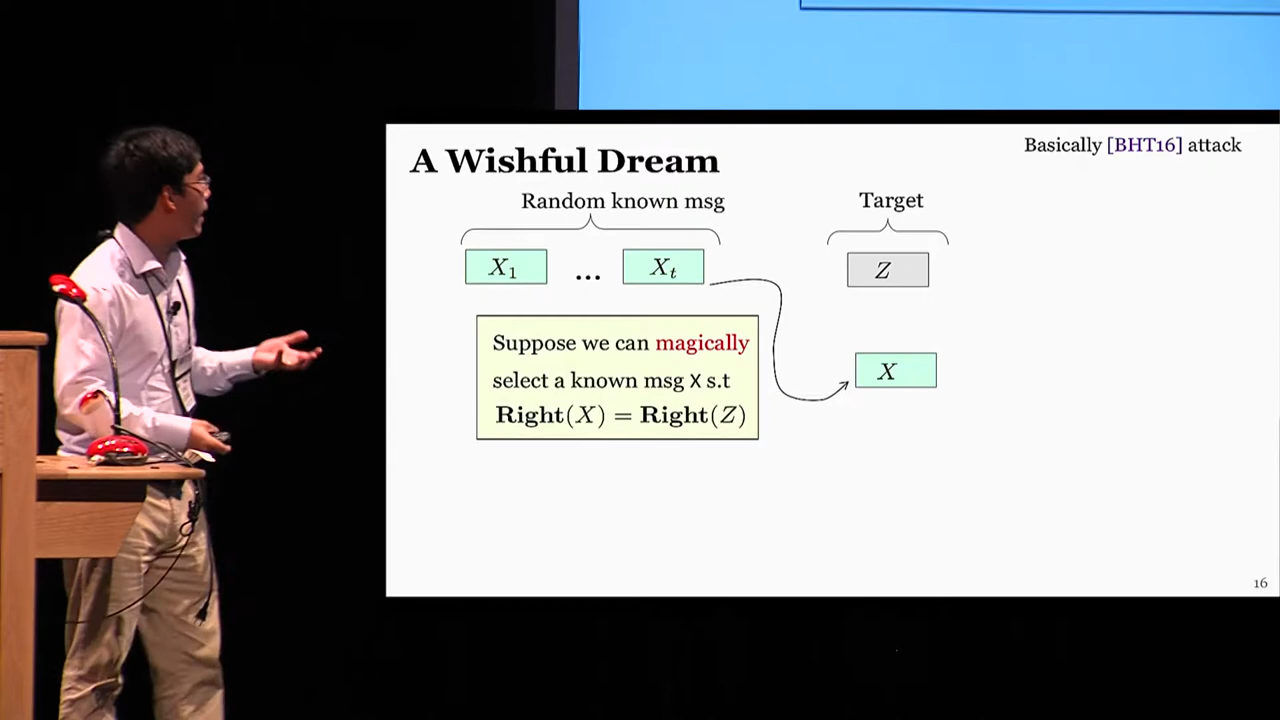 A Wishful Dream
Basically [BHT16] attack
Random known msg
Target
X₁ ... Xₜ
Z
Suppose we can magically
select a known msg X s.t
Right(X) = Right(Z)
X
16